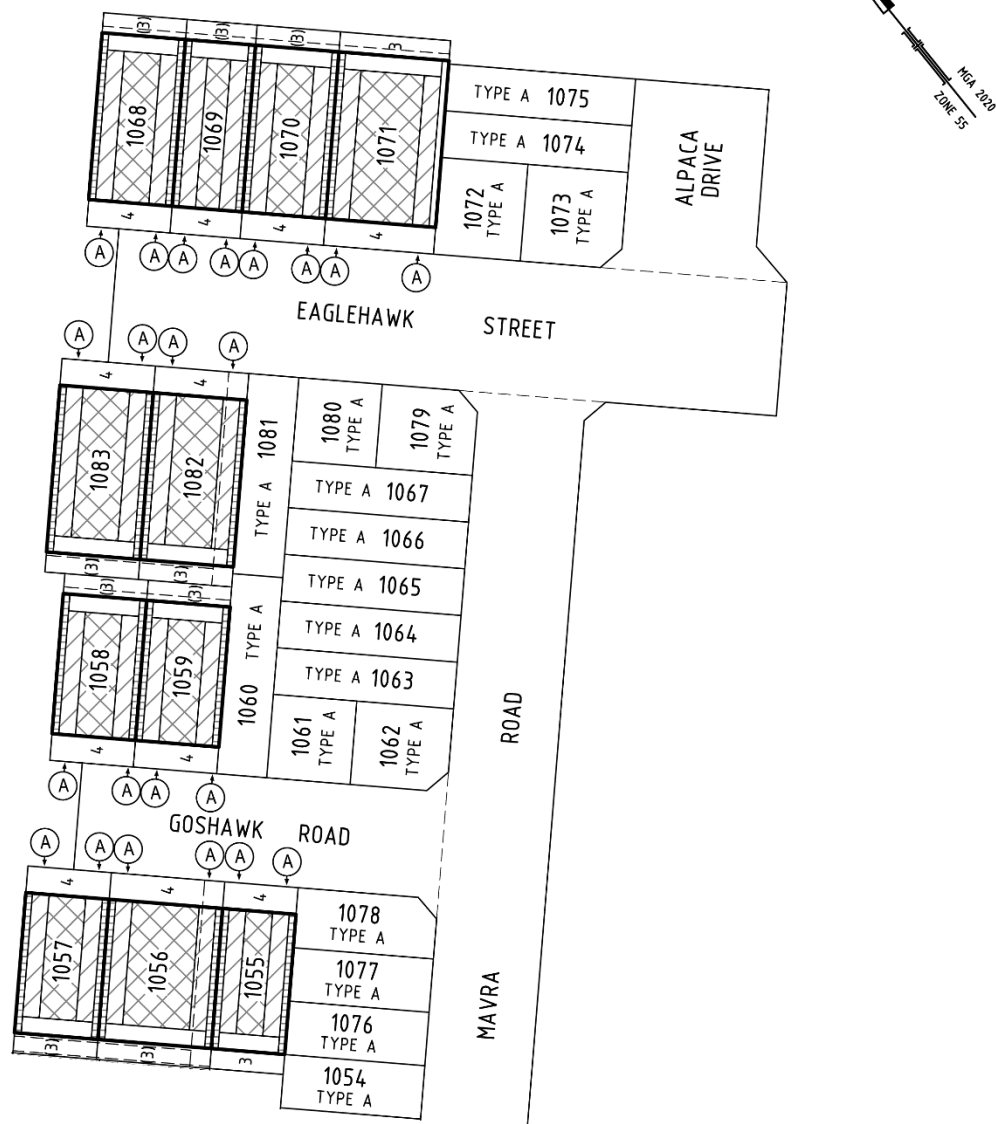 MGA 2020
ZONE 55
(3)
(3)
(3)
3
1068
1069
1070
1071
4
4
4
4
TYPE A 1075
TYPE A 1074
1072
TYPE A
1073
TYPE A
ALPACA
DRIVE
A
A
A
A
A
A
A
A
EAGLEHAWK STREET
A
A
A
A
4
4
1083
1082
(3)
(3)
TYPE A 1081
1080
TYPE A
1079
TYPE A
TYPE A 1067
TYPE A 1066
TYPE A 1065
TYPE A 1064
TYPE A 1063
(3)
(3)
1058
1059
4
4
1060 TYPE A
1061
TYPE A
1062
TYPE A
A
A
A
A
GOSHAWK ROAD
MAVRA ROAD
A
A
A
A
A
A
4
4
4
1057
1056
1055
(3)
(3)
3
1078
TYPE A
1077
TYPE A
1076
TYPE A
1054
TYPE A